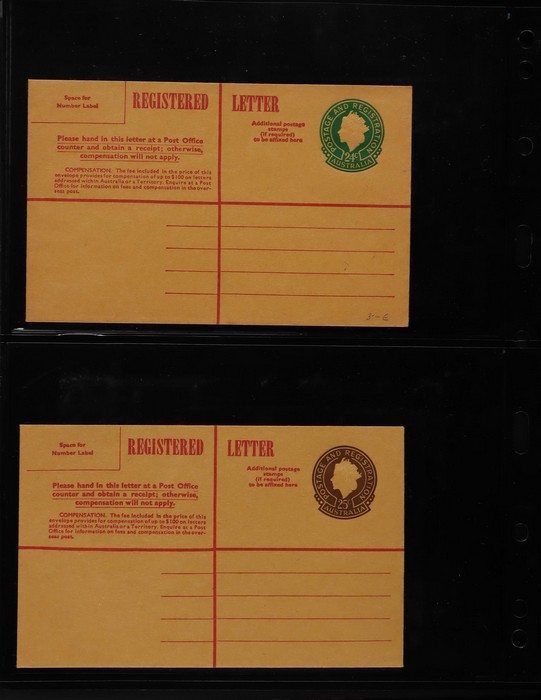 Space for
Number Label
REGISTERED LETTER
Additional postage
stamps
(if required)
to be affixed here
POSTAGE AND REGISTRATION
24c
AUSTRALIA
Please hand in this letter at a Post Office
counter and obtain a receipt; otherwise,
compensation will not apply.
COMPENSATION. The fee included in the price of this
envelope provides for compensation of up to $100 on letters
addressed within Australia or a Territory. Enquire at a Post
Office for information on fees and compensation in the over-
seas post.
Space for
Number Label
REGISTERED LETTER
Additional postage
stamps
(if required)
to be affixed here
POSTAGE AND REGISTRATION
25c
AUSTRALIA
Please hand in this letter at a Post Office
counter and obtain a receipt; otherwise,
compensation will not apply.
COMPENSATION. The fee included in the price of this
envelope provides for compensation of up to $100 on letters
addressed within Australia or a Territory. Enquire at a Post
Office for information on fees and compensation in the over-
seas post.